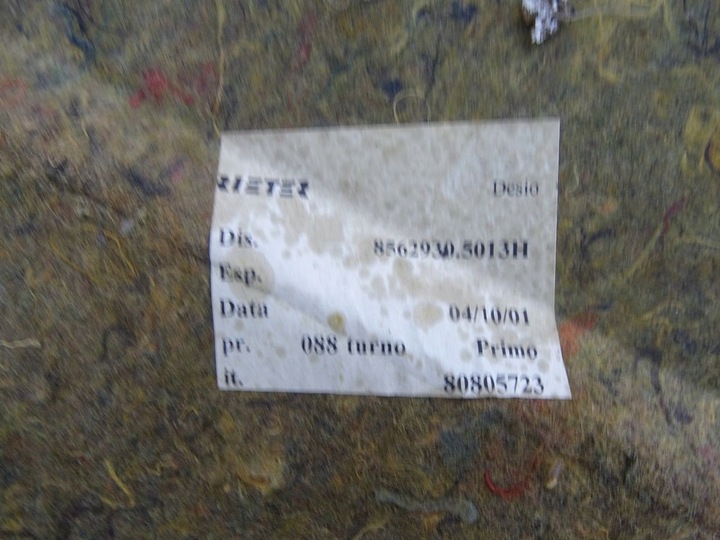 RIETER Desio
Dis. 8562930.5013H
Esp.
Data 04/10/01
pr. 088 turno Primo
it. 80805723